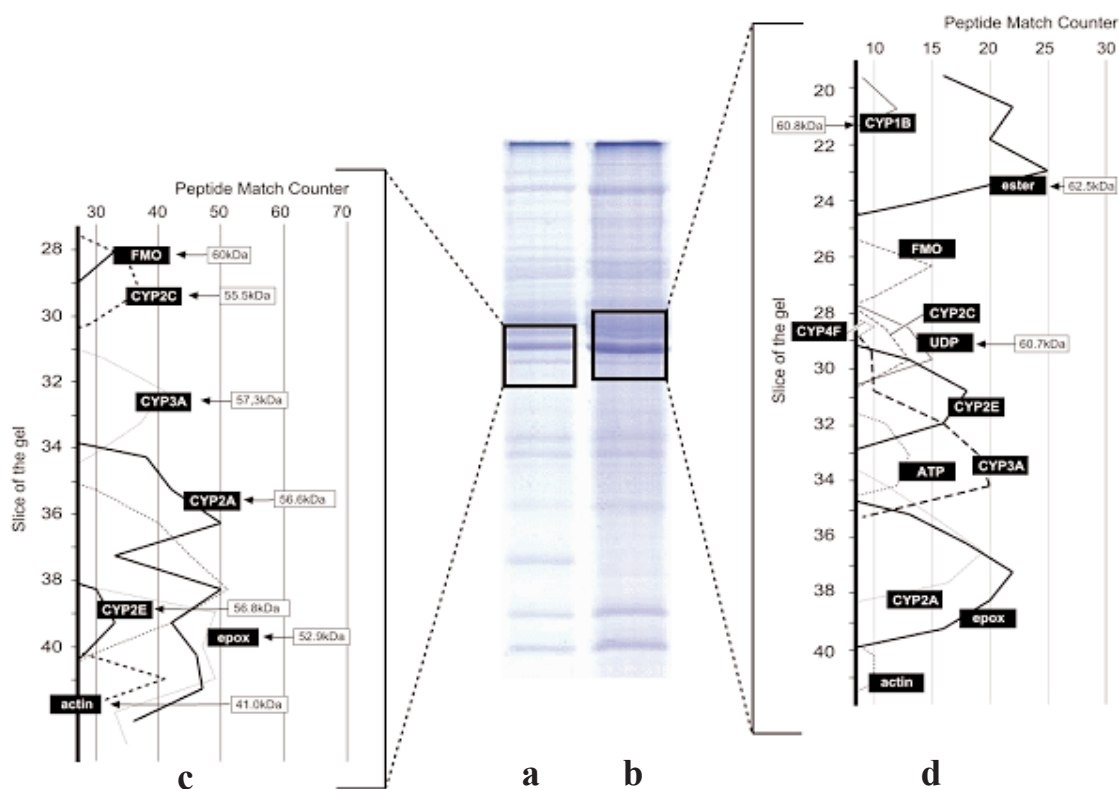 Peptide Match Counter
30 40 50 60 70
Slice of the gel
28
30
32
34
36
38
40
FMO 60kDa
CYP2C 55.5kDa
CYP3A 57,3kDa
CYP2A 56.6kDa
CYP2E 56.8kDa
epox 52.9kDa
actin 41.0kDa
c
a
b
Peptide Match Counter
10 15 20 25 30
Slice of the gel
20
22
24
26
28
30
32
34
36
38
40
60.8kDa CYP1B
ester 62.5kDa
FMO
CYP2C
CYP4F
UDP 60.7kDa
CYP2E
ATP
CYP3A
CYP2A
epox
actin
d